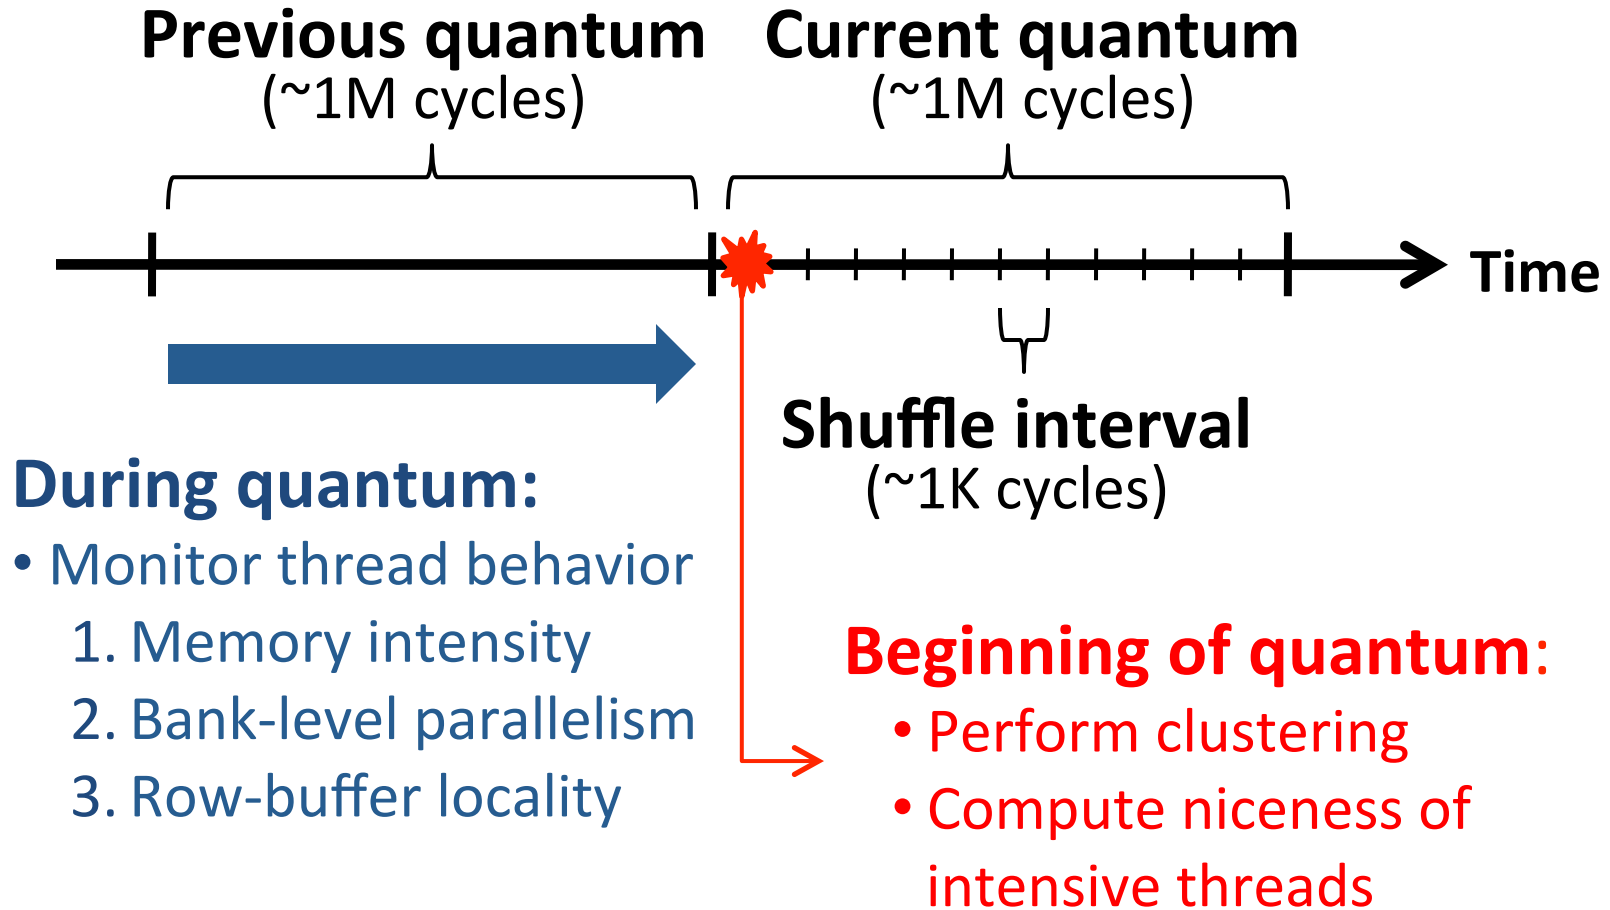 Previous quantum
(~1M cycles)
Current quantum
(~1M cycles)
Time
Shuffle interval
(~1K cycles)
During quantum:
• Monitor thread behavior
1. Memory intensity
2. Bank-level parallelism
3. Row-buffer locality
Beginning of quantum:
• Perform clustering
• Compute niceness of
intensive threads